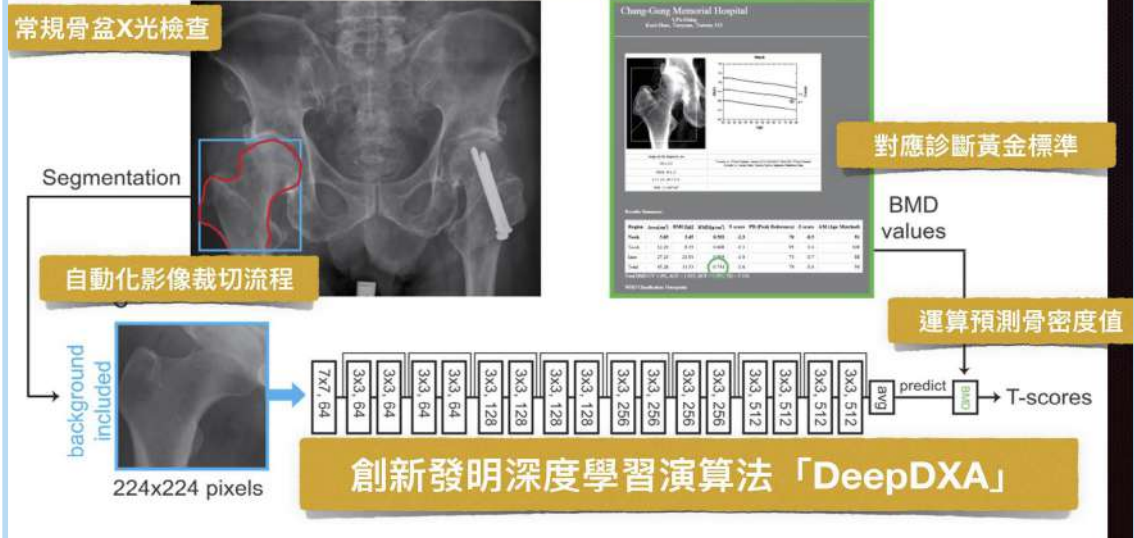 常規骨盆X光檢查
Chang-Gong Memorial Hospital
對應診斷黃金標準
Segmentation
BMD
values
Results Summary:
Region
自動化影像裁切流程
運算預測骨密度值
background
included
7x7, 64
3x3, 64
3x3, 64
3x3, 64
3x3, 64
3x3, 128
3x3, 128
3x3, 128
3x3, 128
3x3, 256
3x3, 256
3x3, 256
3x3, 256
3x3, 512
3x3, 512
3x3, 512
3x3, 512
avg
predict
BMD
T-scores
224x224 pixels
創新發明深度學習演算法「DeepDXA」